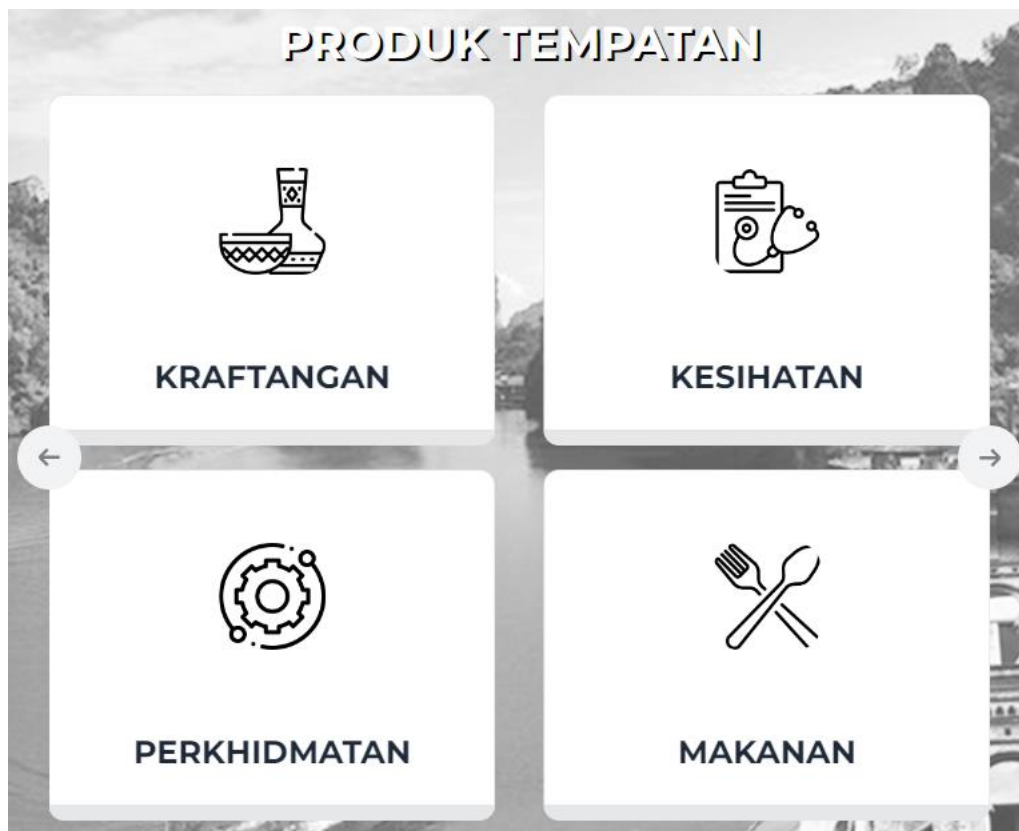 PRODUK TEMPATAN
KRAFTANGAN
KESIHATAN
PERKHIDMATAN
MAKANAN